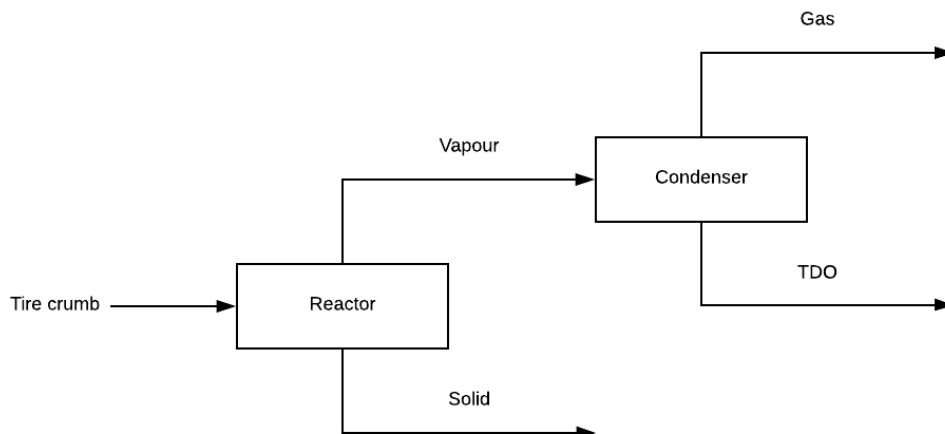 Gas
Vapour
Condenser
TDO
Tire crumb
Reactor
Solid